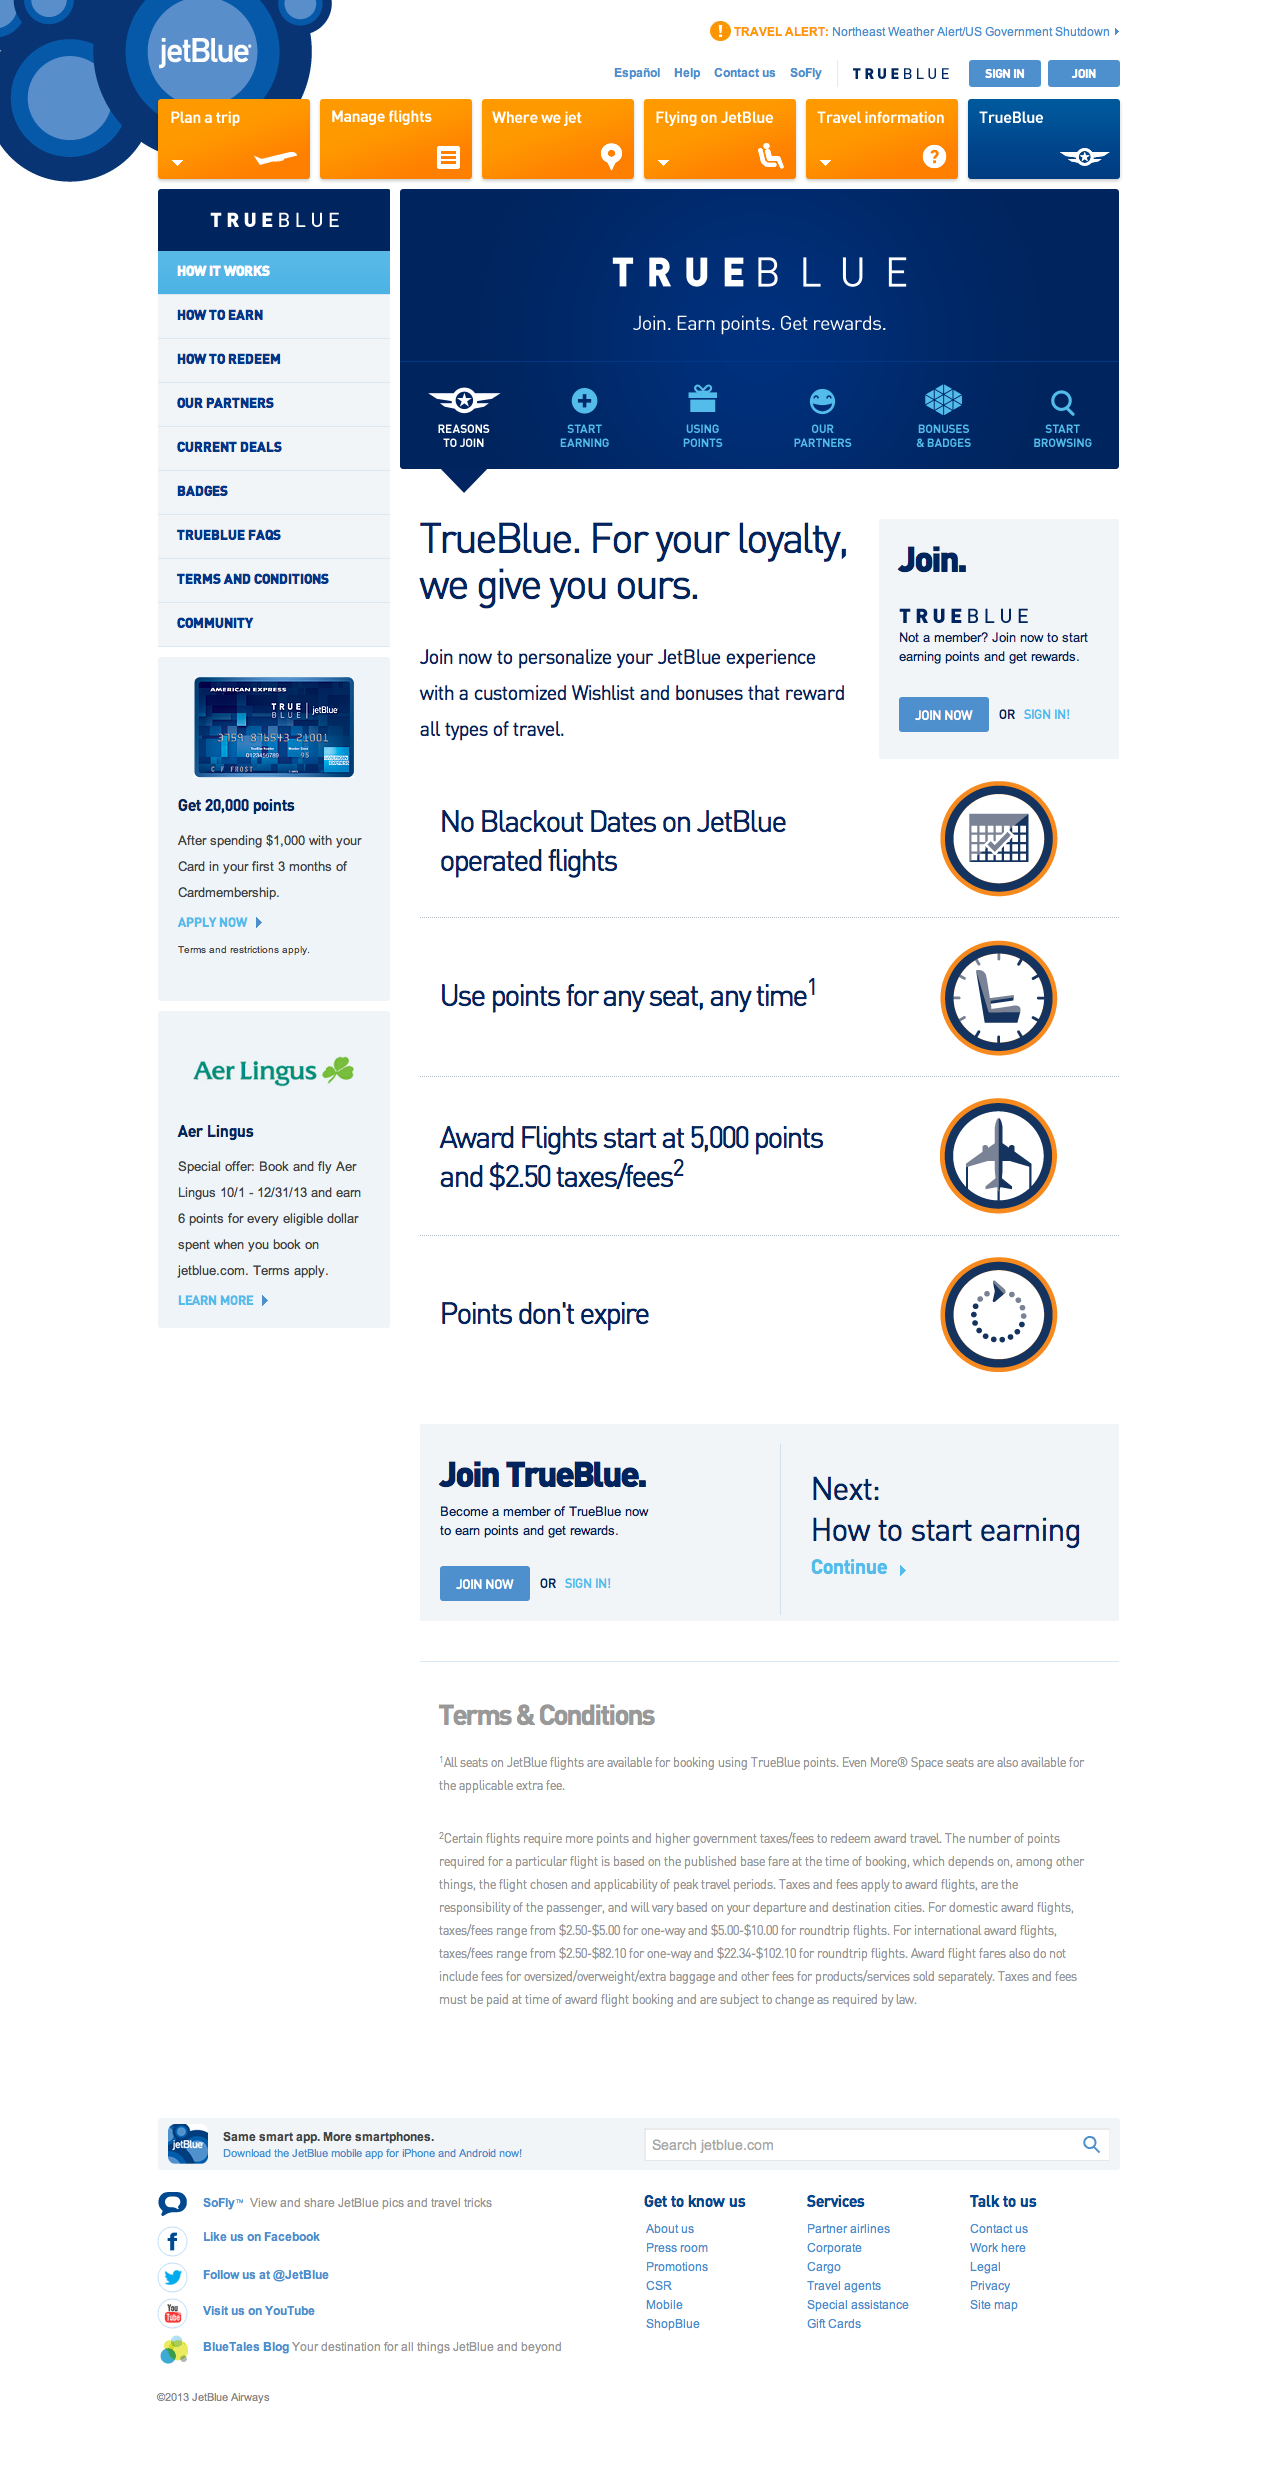 jetBlue
TRAVEL ALERT: Northeast Weather Alert/US Government Shutdown
Español Help Contact us SoFly TRUEBLUE SIGN IN JOIN
Plan a trip
Manage flights
Where we jet
Flying on JetBlue
Travel information
TrueBlue
TRUEBLUE
HOW IT WORKS
HOW TO EARN
HOW TO REDEEM
OUR PARTNERS
CURRENT DEALS
BADGES
TRUEBLUE FAQS
TERMS AND CONDITIONS
COMMUNITY
AMERICAN EXPRESS
TRUE
BLUE jetBlue
3759 876543 21001
C F FROST
Get 20,000 points
After spending $1,000 with your
Card in your first 3 months of
Cardmembership.
APPLY NOW
Terms and restrictions apply.
Aer Lingus
Aer Lingus
Special offer: Book and fly Aer
Lingus 10/1 - 12/31/13 and earn
6 points for every eligible dollar
spent when you book on
jetblue.com. Terms apply.
LEARN MORE
TRUEBLUE
Join. Earn points. Get rewards.
REASONS
TO JOIN
START
EARNING
USING
POINTS
OUR
PARTNERS
BONUSES
& BADGES
START
BROWSING
TrueBlue. For your loyalty,
we give you ours.
Join now to personalize your JetBlue experience
with a customized Wishlist and bonuses that reward
all types of travel.
Join.
TRUEBLUE
Not a member? Join now to start
earning points and get rewards.
JOIN NOW OR SIGN IN!
No Blackout Dates on JetBlue
operated flights
Use points for any seat, any time1
Award Flights start at 5,000 points
and $2.50 taxes/fees2
Points don't expire
Join TrueBlue.
Become a member of TrueBlue now
to earn points and get rewards.
JOIN NOW OR SIGN IN!
Next:
How to start earning
Continue
Terms & Conditions
1All seats on JetBlue flights are available for booking using TrueBlue points. Even More® Space seats are also available for
the applicable extra fee.
2Certain flights require more points and higher government taxes/fees to redeem award travel. The number of points
required for a particular flight is based on the published base fare at the time of booking, which depends on, among other
things, the flight chosen and applicability of peak travel periods. Taxes and fees apply to award flights, are the
responsibility of the passenger, and will vary based on your departure and destination cities. For domestic award flights,
taxes/fees range from $2.50-$5.00 for one-way and $5.00-$10.00 for roundtrip flights. For international award flights,
taxes/fees range from $2.50-$82.10 for one-way and $22.34-$102.10 for roundtrip flights. Award flight fares also do not
include fees for oversized/overweight/extra baggage and other fees for products/services sold separately. Taxes and fees
must be paid at time of award flight booking and are subject to change as required by law.
jetBlue
Same smart app. More smartphones.
Download the JetBlue mobile app for iPhone and Android now!
Search jetblue.com
SoFly™ View and share JetBlue pics and travel tricks
Like us on Facebook
Follow us at @JetBlue
You
Tube
Visit us on YouTube
BlueTales Blog Your destination for all things JetBlue and beyond
Get to know us
About us
Press room
Promotions
CSR
Mobile
ShopBlue
Services
Partner airlines
Corporate
Cargo
Travel agents
Special assistance
Gift Cards
Talk to us
Contact us
Work here
Legal
Privacy
Site map
©2013 JetBlue Airways